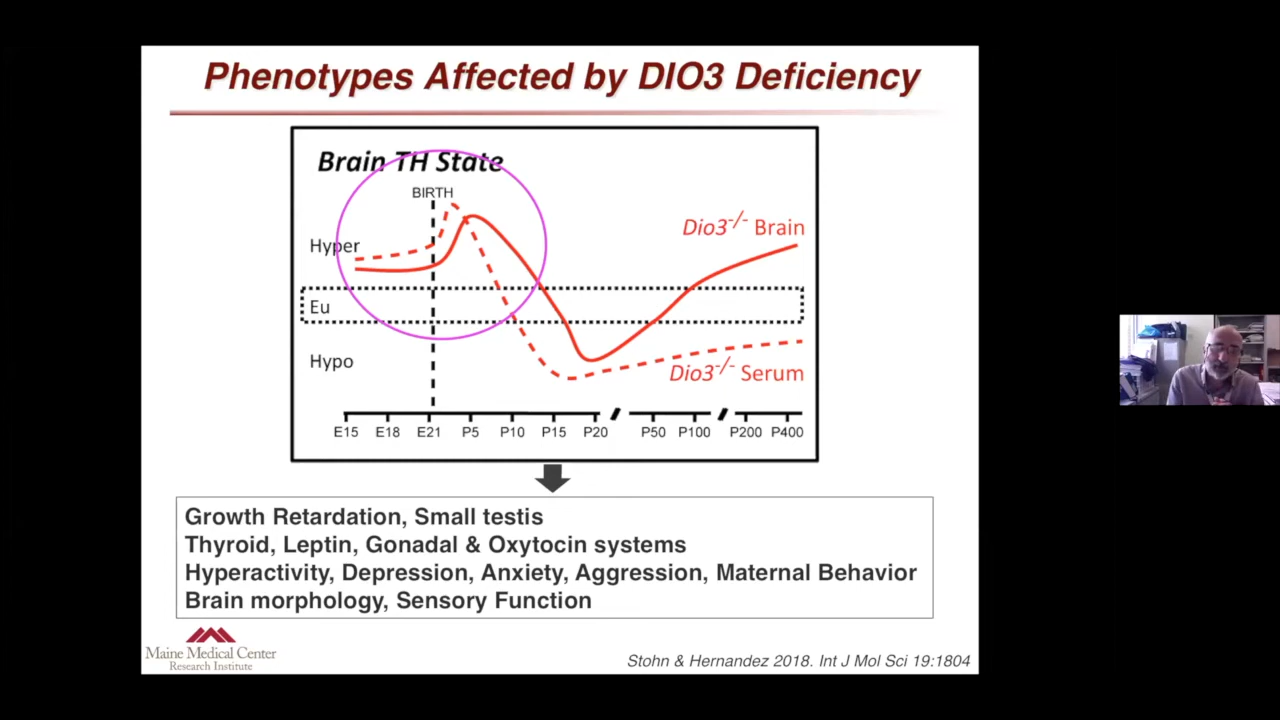 Phenotypes Affected by DIO3 Deficiency
Brain TH State
BIRTH
Dio3-/- Brain
Hyper
Eu
Hypo
Dio3-/- Serum
E15 E18 E21 P5 P10 P15 P20 P50 P100 P200 P400
Growth Retardation, Small testis
Thyroid, Leptin, Gonadal & Oxytocin systems
Hyperactivity, Depression, Anxiety, Aggression, Maternal Behavior
Brain morphology, Sensory Function
Maine Medical Center
Research Institute
Stohn & Hernandez 2018. Int J Mol Sci 19:1804